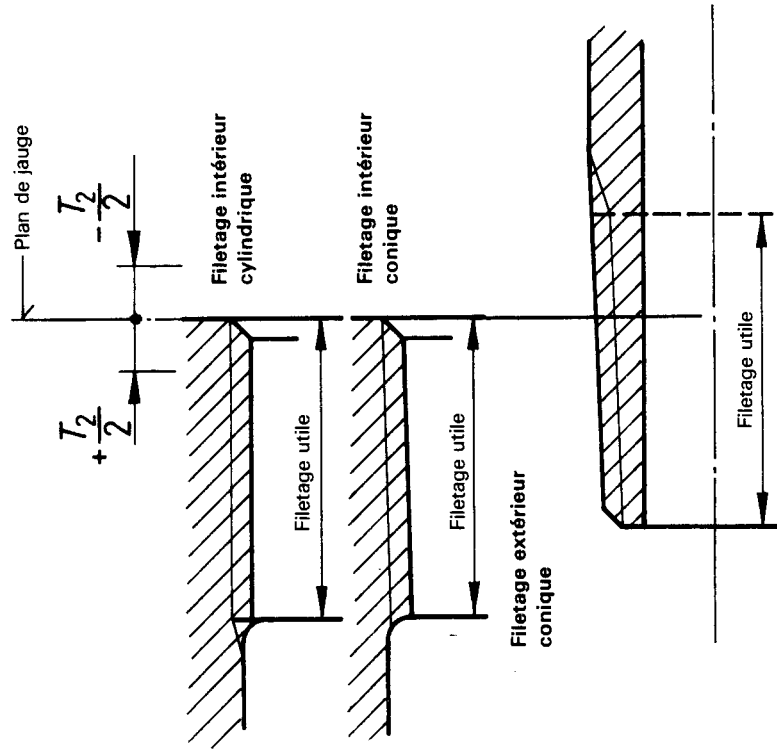 Plan de jauge
+ T₂/2
− T₂/2
Filetage intérieur
cylindrique
Filetage utile
Filetage intérieur
conique
Filetage utile
Filetage extérieur
conique
Filetage utile